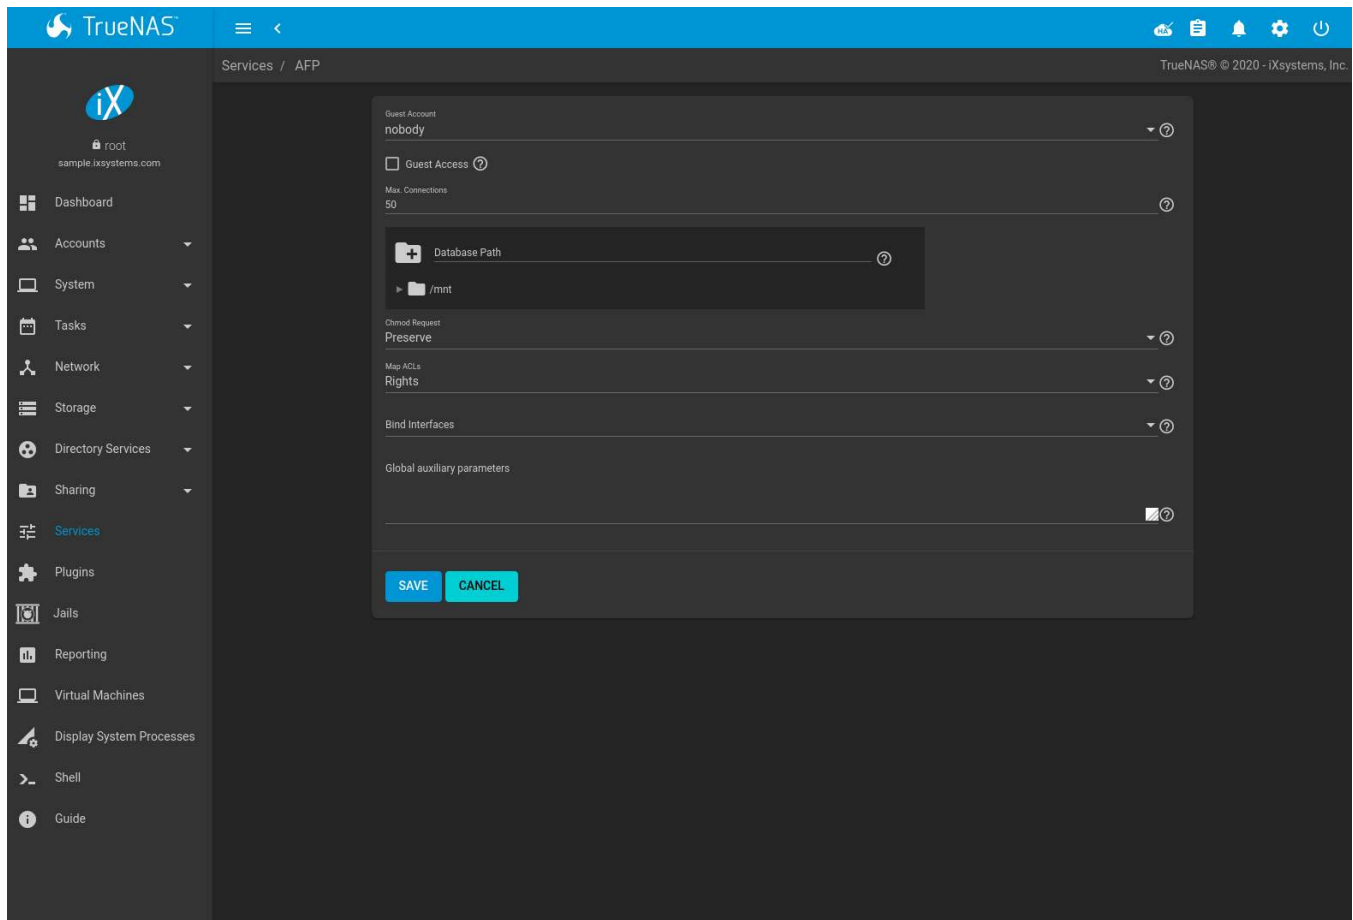 TrueNAS™
HA
Services / AFP
TrueNAS® © 2020 - iXsystems, Inc.
iX
root
sample.ixsystems.com
Dashboard
Accounts
System
Tasks
Network
Storage
Directory Services
Sharing
Services
Plugins
Jails
Reporting
Virtual Machines
Display System Processes
Shell
Guide
Guest Account
nobody
Guest Access
Max. Connections
50
Database Path
/mnt
Chmod Request
Preserve
Map ACLs
Rights
Bind Interfaces
Global auxiliary parameters
SAVE
CANCEL